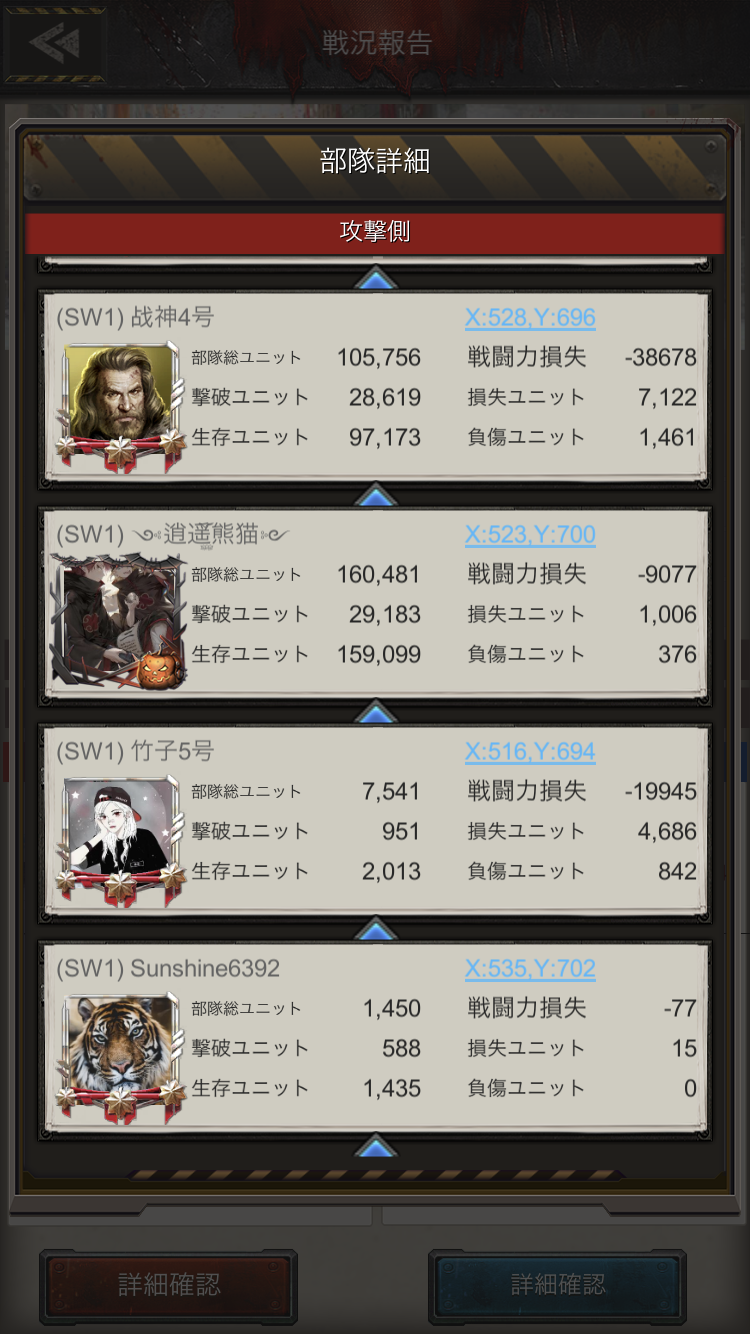 戦況報告
部隊詳細
攻撃側
(SW1) 战神4号 X:528,Y:696
部隊総ユニット 105,756 戦闘力損失 -38678
撃破ユニット 28,619 損失ユニット 7,122
生存ユニット 97,173 負傷ユニット 1,461
(SW1) ࿐逍遥熊猫࿐ X:523,Y:700
部隊総ユニット 160,481 戦闘力損失 -9077
撃破ユニット 29,183 損失ユニット 1,006
生存ユニット 159,099 負傷ユニット 376
(SW1) 竹子5号 X:516,Y:694
部隊総ユニット 7,541 戦闘力損失 -19945
撃破ユニット 951 損失ユニット 4,686
生存ユニット 2,013 負傷ユニット 842
(SW1) Sunshine6392 X:535,Y:702
部隊総ユニット 1,450 戦闘力損失 -77
撃破ユニット 588 損失ユニット 15
生存ユニット 1,435 負傷ユニット 0
詳細確認 詳細確認